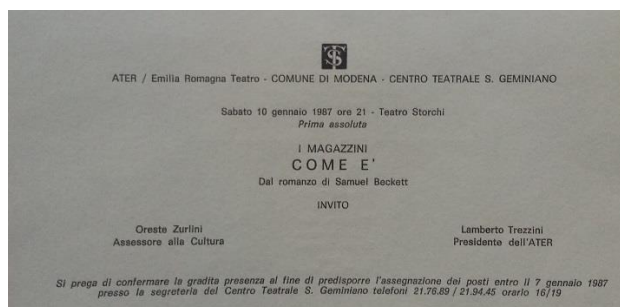 ATER / Emilia Romagna Teatro - COMUNE DI MODENA - CENTRO TEATRALE S. GEMINIANO
Sabato 10 gennaio 1987 ore 21 - Teatro Storchi
Prima assoluta
I MAGAZZINI
COME E'
Dal romanzo di Samuel Beckett
INVITO
Oreste Zurlini
Assessore alla Cultura
Lamberto Trezzini
Presidente dell'ATER
Si prega di confermare la gradita presenza al fine di predisporre l'assegnazione dei posti entro il 7 gennaio 1987
presso la segreteria del Centro Teatrale S. Geminiano telefoni 21.76.89 / 21.94.45 orario 16/19